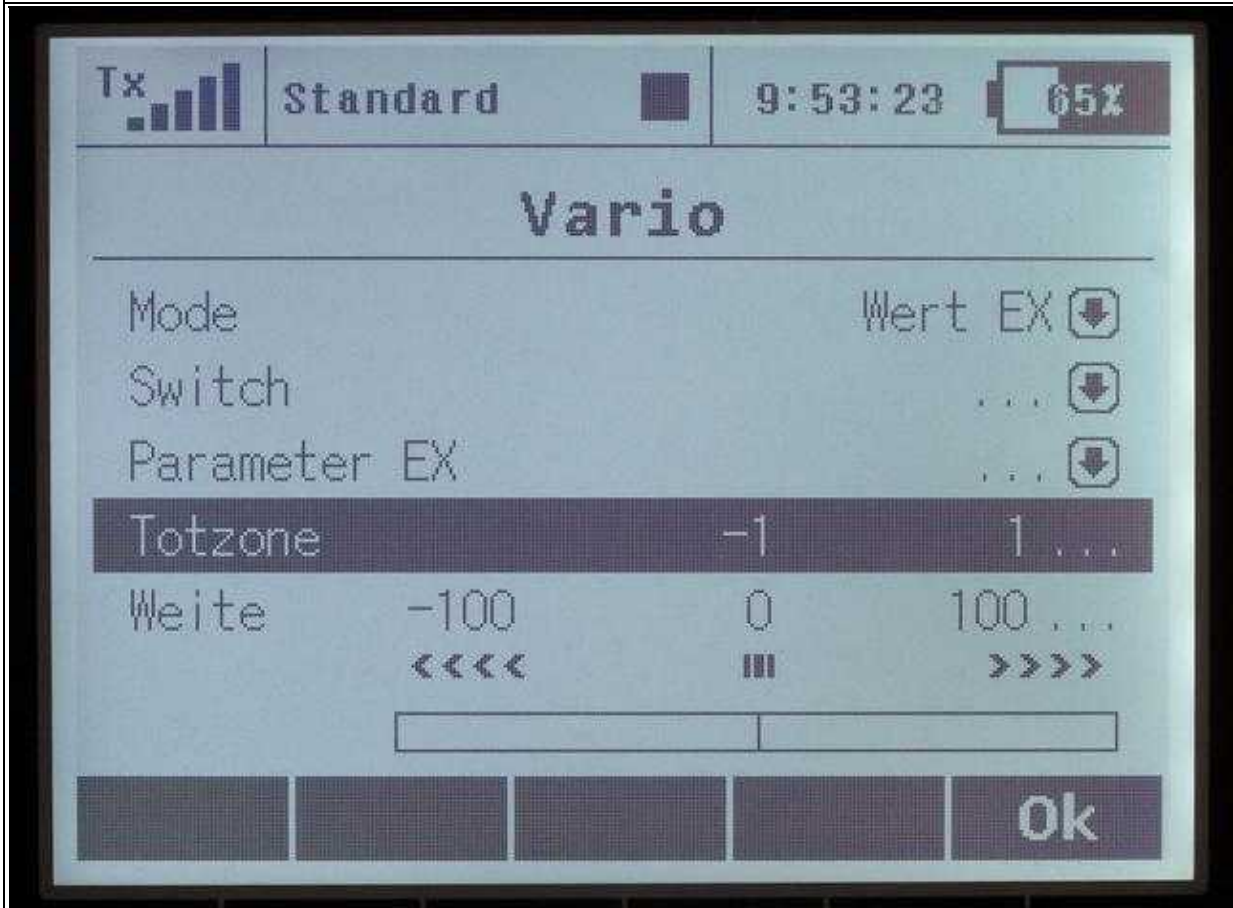 Tx Standard 9:53:23 65%
Vario
Mode Wert EX
Switch ...
Parameter EX ...
Totzone -1 1 ...
Weite -100 0 100 ...
<<<< >>>>
Ok